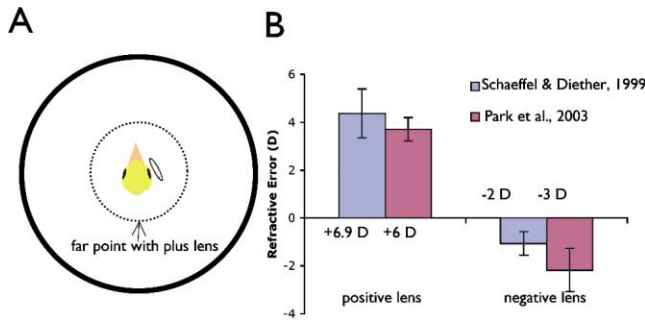 A
far point with plus lens
B
Refractive Error (D)
6
4
2
0
-2
-4
Schaeffel & Diether, 1999
Park et al., 2003
+6.9 D +6 D
-2 D -3 D
positive lens negative lens